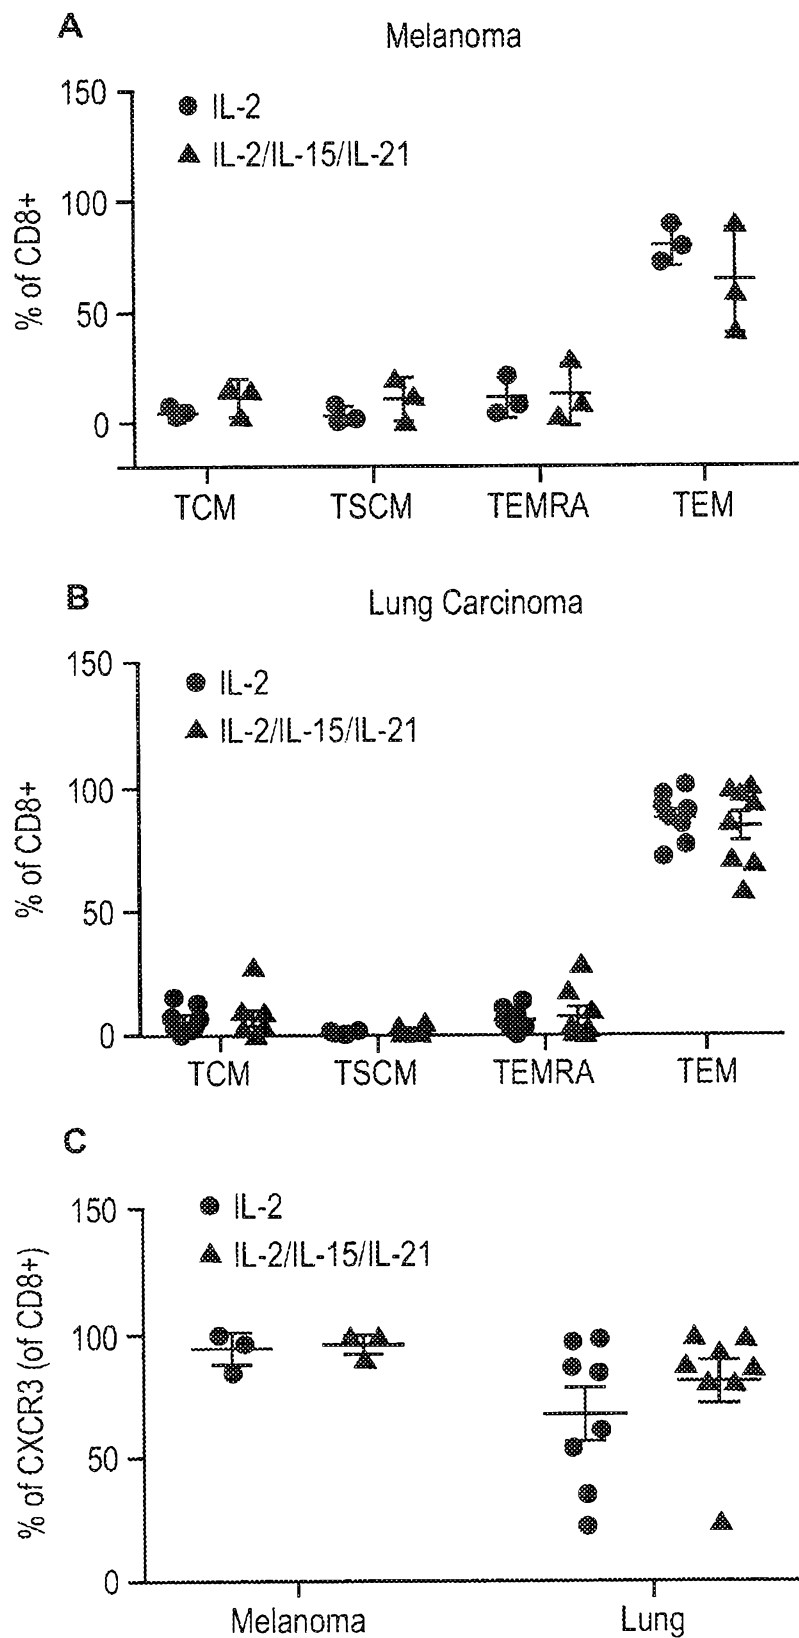 A
Melanoma
150
IL-2
IL-2/IL-15/IL-21
100
50
0
% of CD8+
TCM TSCM TEMRA TEM
B
Lung Carcinoma
150
IL-2
IL-2/IL-15/IL-21
100
50
0
% of CD8+
TCM TSCM TEMRA TEM
C
150
IL-2
IL-2/IL-15/IL-21
100
50
0
% of CXCR3 (of CD8+)
Melanoma Lung